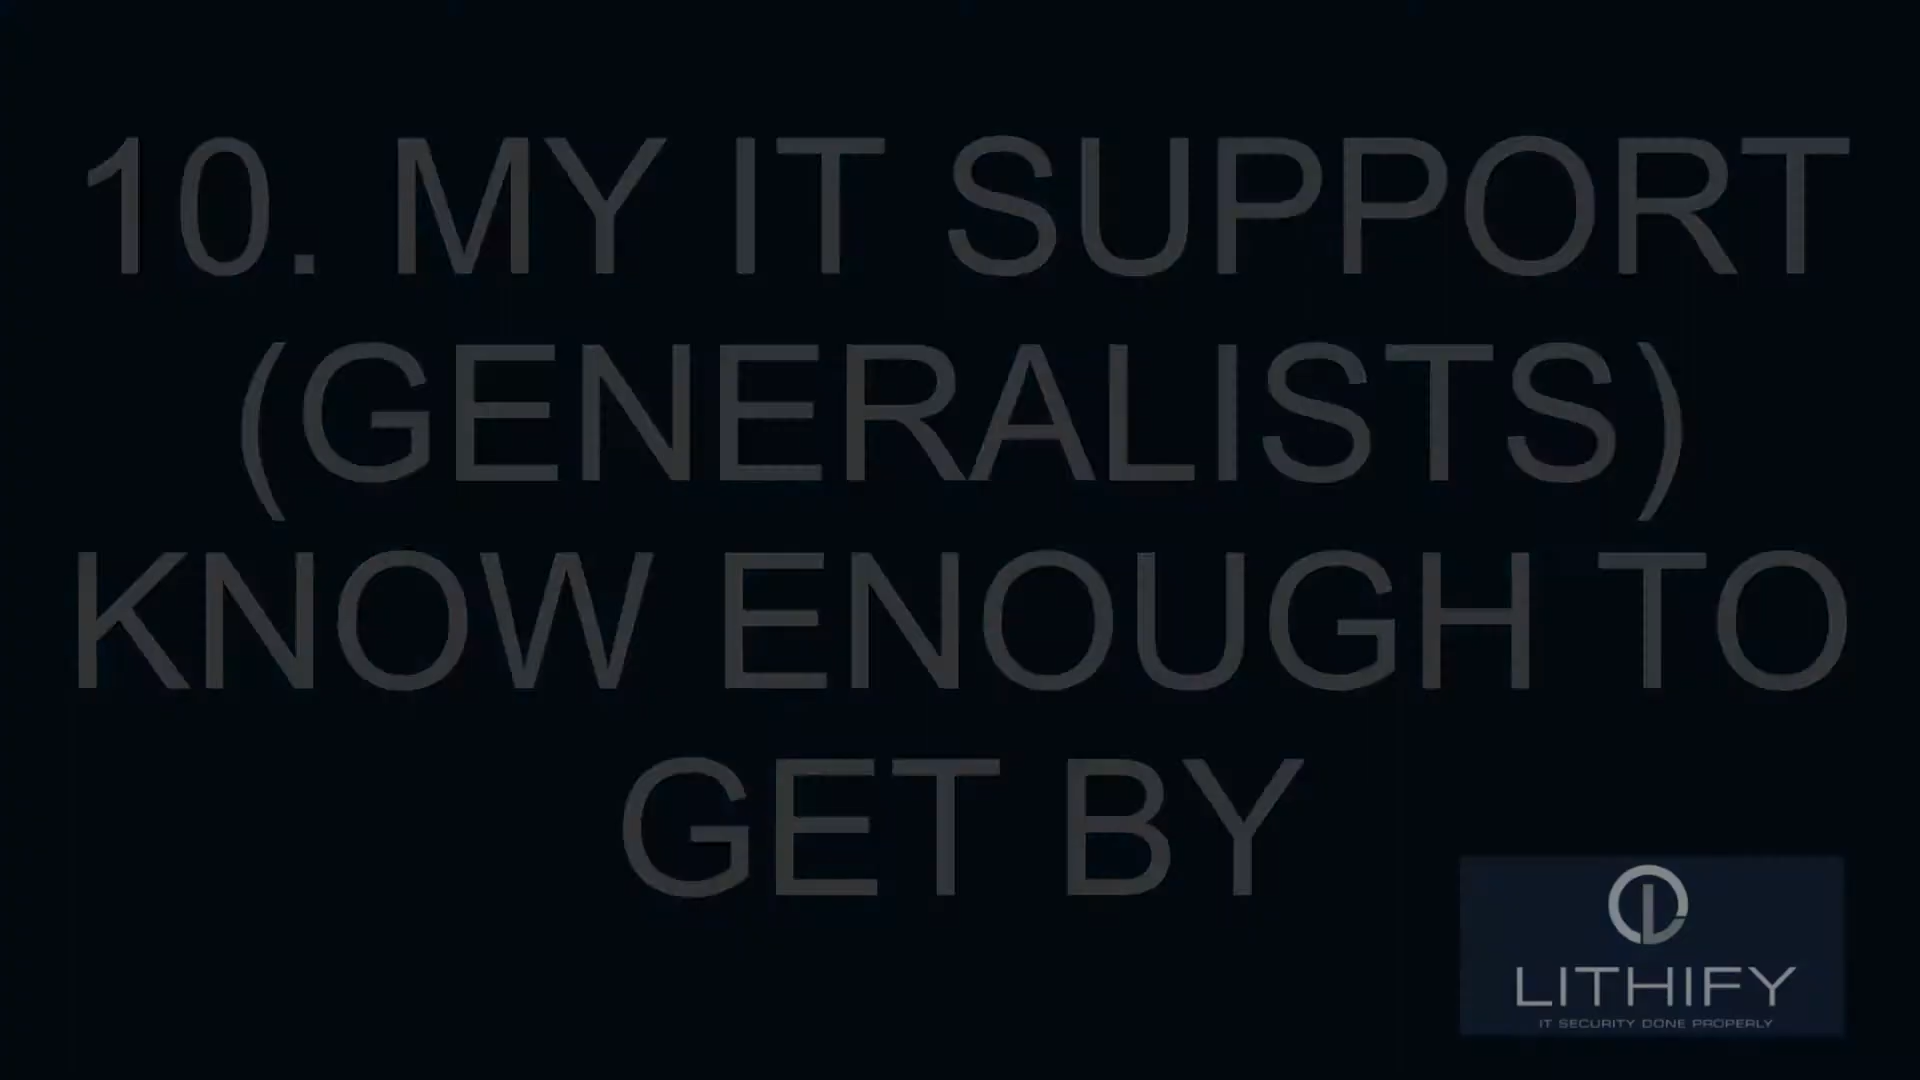 10. MY IT SUPPORT
(GENERALISTS)
KNOW ENOUGH TO
GET BY
LITHIFY
IT SECURITY DONE PROPERLY